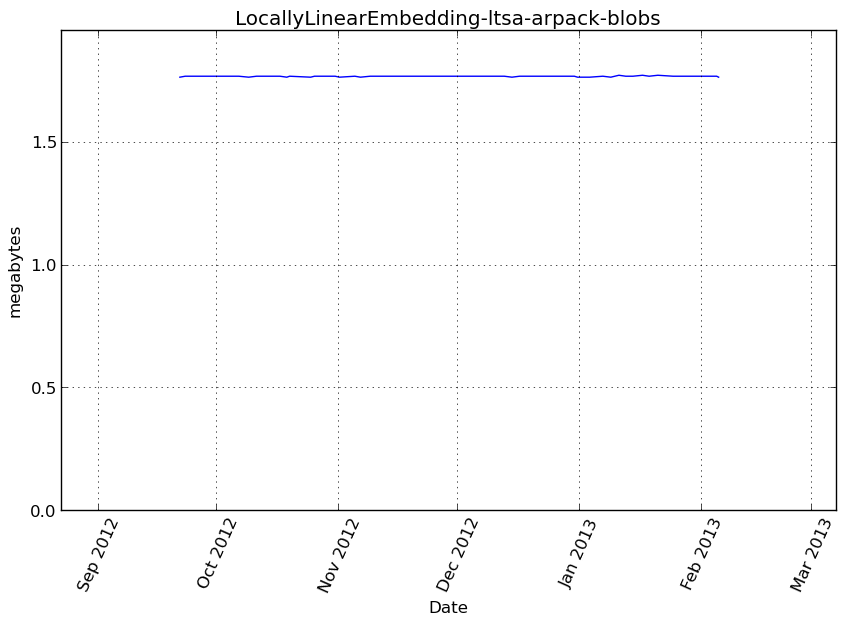 LocallyLinearEmbedding-ltsa-arpack-blobs
megabytes
1.5
1.0
0.5
0.0
Sep 2012
Oct 2012
Nov 2012
Dec 2012
Jan 2013
Feb 2013
Mar 2013
Date